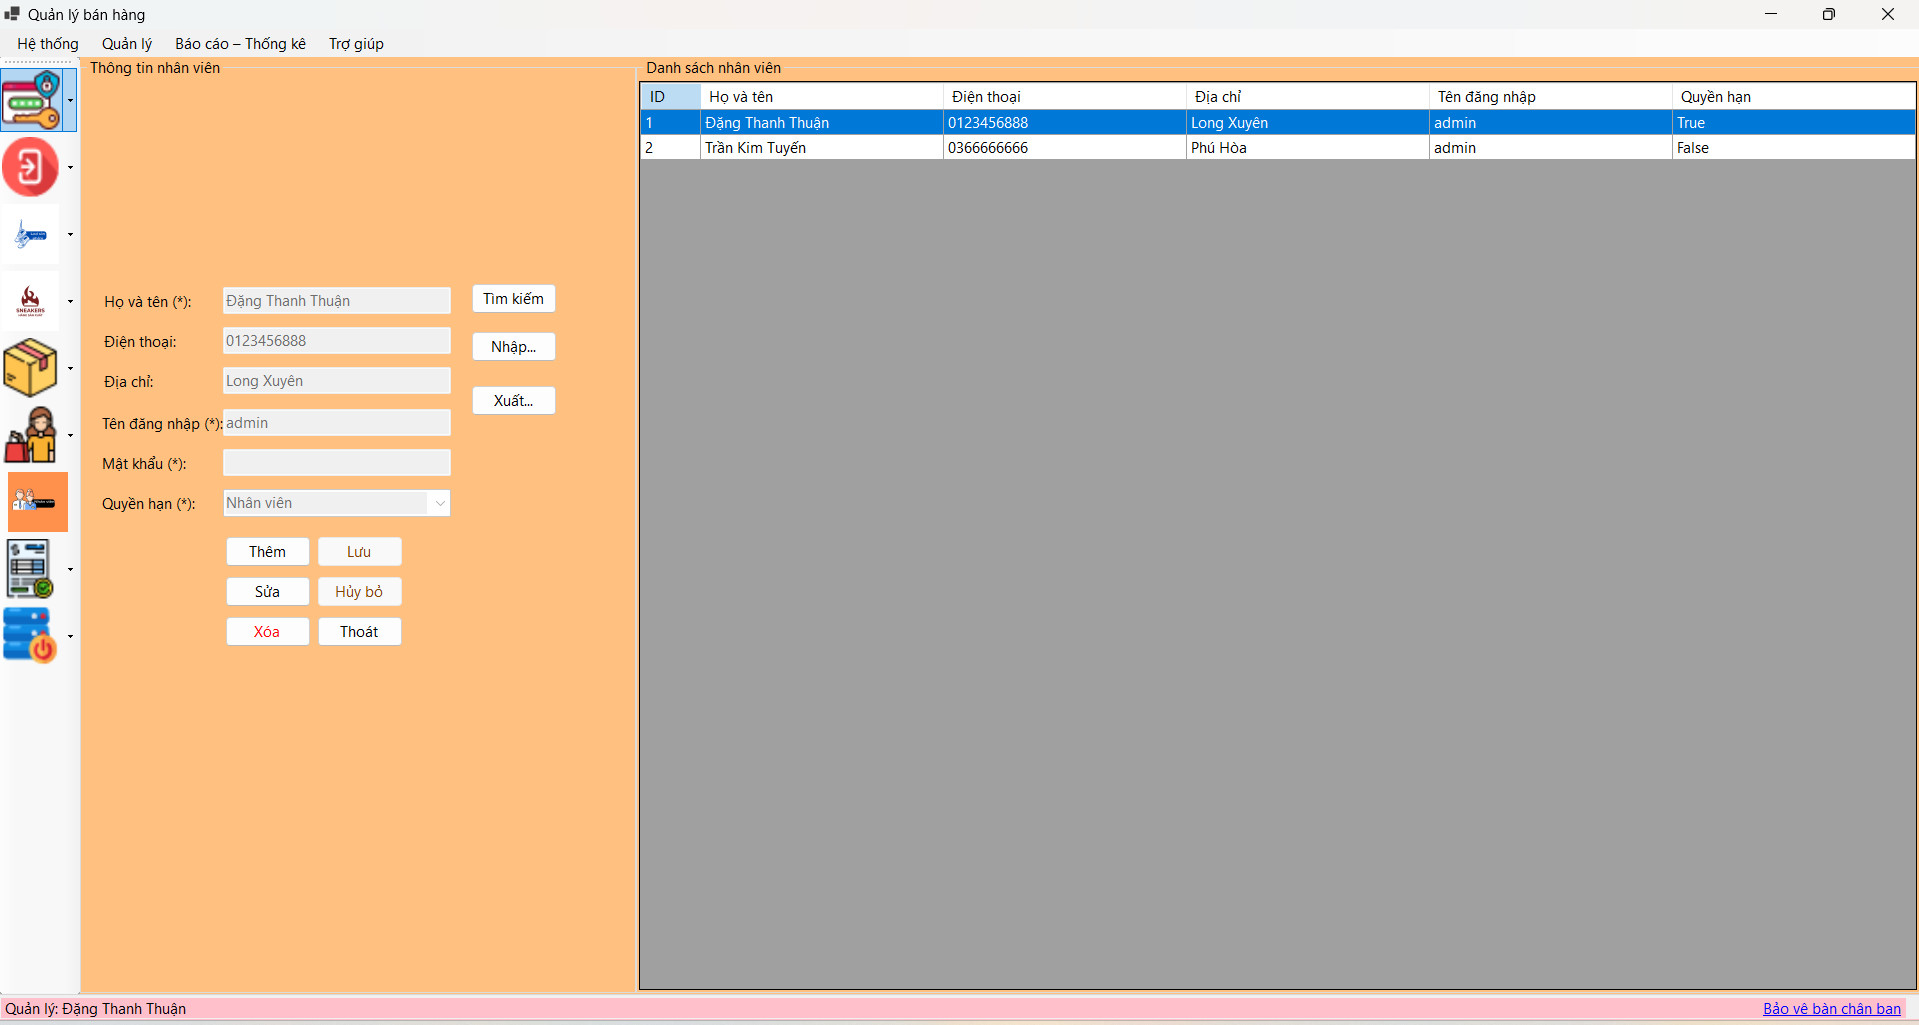 Quản lý bán hàng
Hệ thống Quản lý Báo cáo – Thống kê Trợ giúp
Thông tin nhân viên
Họ và tên (*): Đặng Thanh Thuận Tìm kiếm
Điện thoại: 0123456888 Nhập...
Địa chỉ: Long Xuyên Xuất...
Tên đăng nhập (*): admin
Mật khẩu (*):
Quyền hạn (*): Nhân viên
Thêm Lưu
Sửa Hủy bỏ
Xóa Thoát
Danh sách nhân viên
ID Họ và tên Điện thoại Địa chỉ Tên đăng nhập Quyền hạn
1 Đặng Thanh Thuận 0123456888 Long Xuyên admin True
2 Trần Kim Tuyến 0366666666 Phú Hòa admin False
SNEAKERS
Quản lý: Đặng Thanh Thuận
Bảo vê bàn chân ban